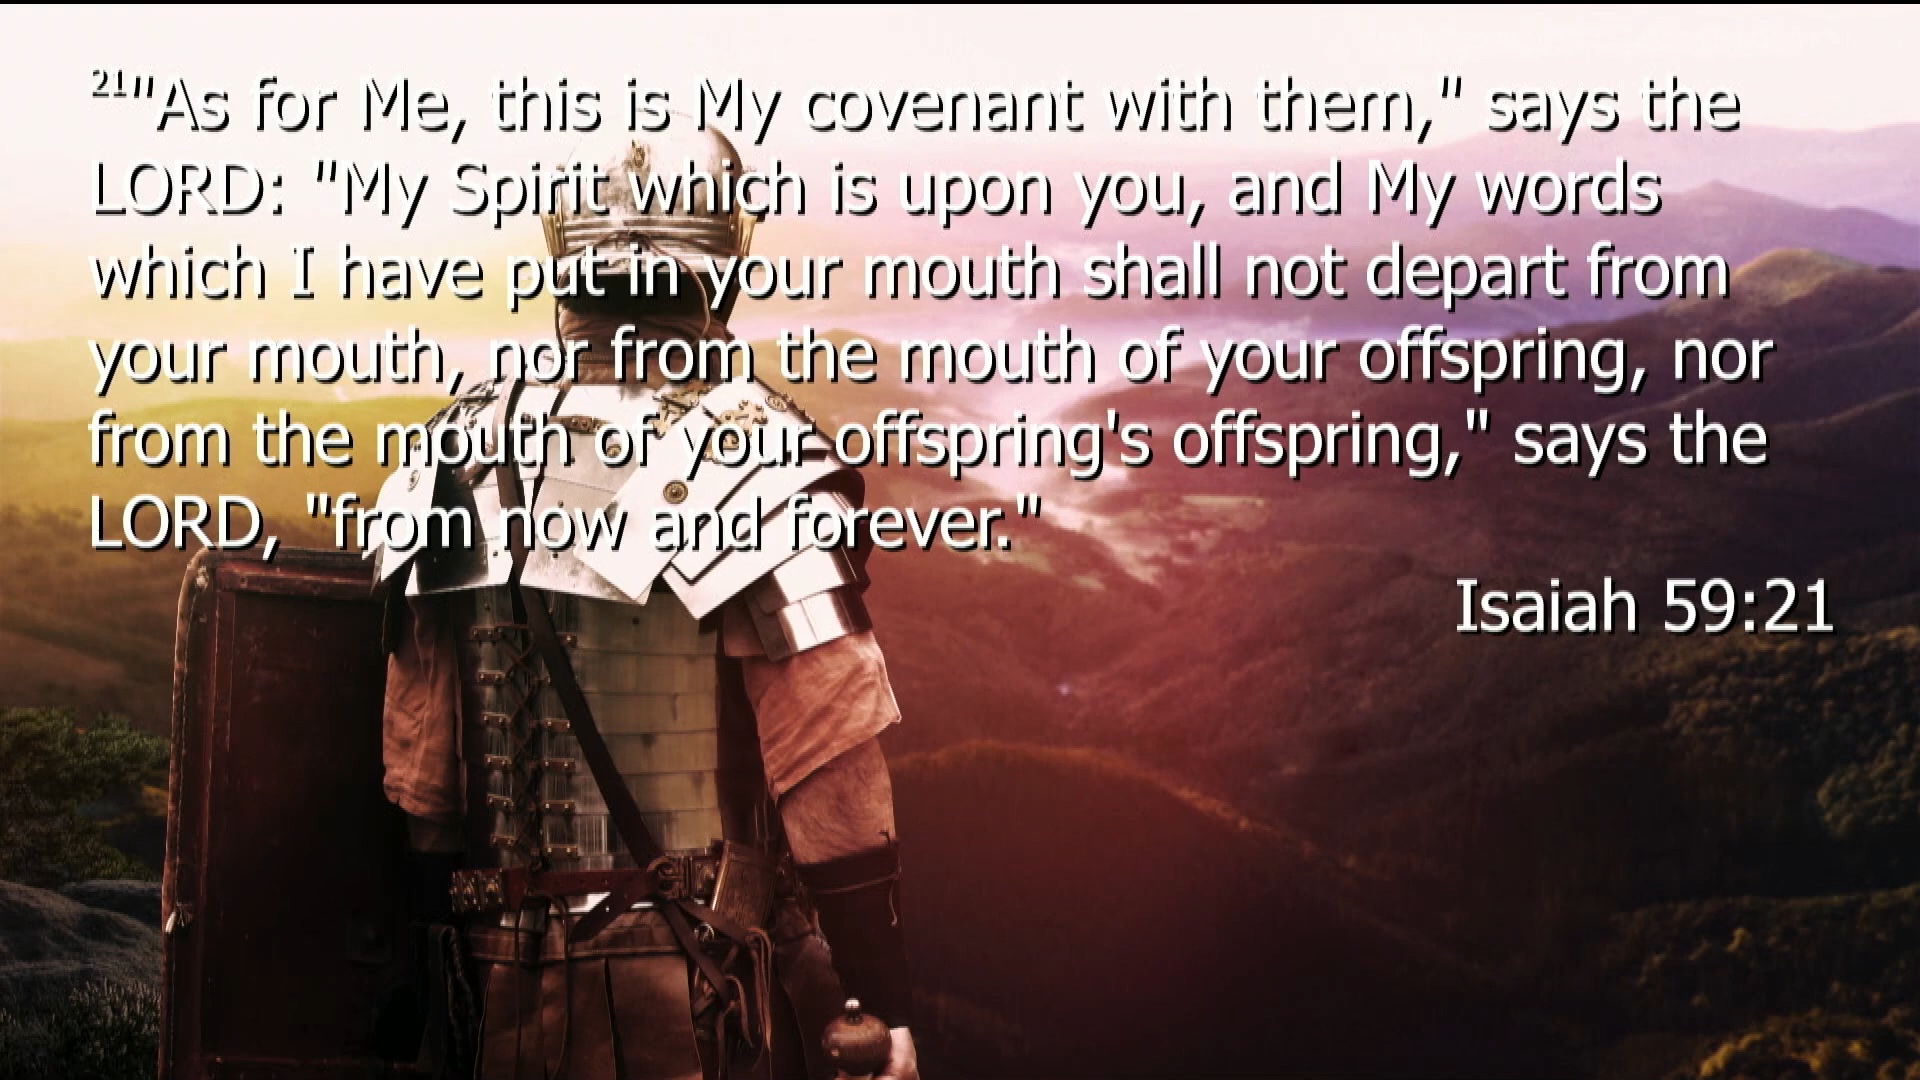 21"As for Me, this is My covenant with them," says the
LORD: "My Spirit which is upon you, and My words
which I have put in your mouth shall not depart from
your mouth, nor from the mouth of your offspring, nor
from the mouth of your offspring's offspring," says the
LORD, "from now and forever."
Isaiah 59:21